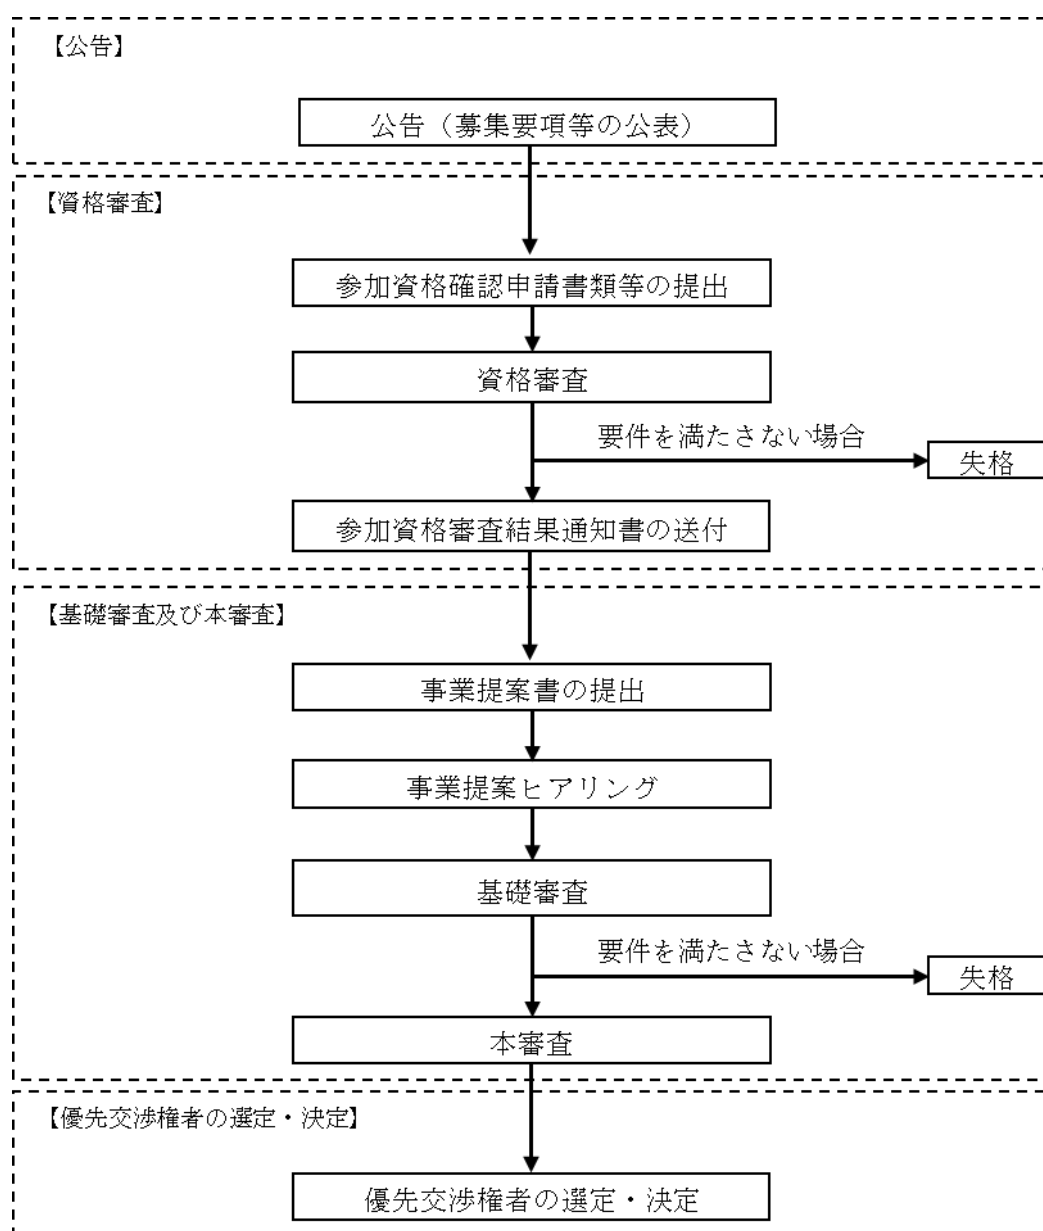 【公告】
公告（募集要項等の公表）
【資格審査】
参加資格確認申請書類等の提出
資格審査
要件を満たさない場合
失格
参加資格審査結果通知書の送付
【基礎審査及び本審査】
事業提案書の提出
事業提案ヒアリング
基礎審査
要件を満たさない場合
失格
本審査
【優先交渉権者の選定・決定】
優先交渉権者の選定・決定